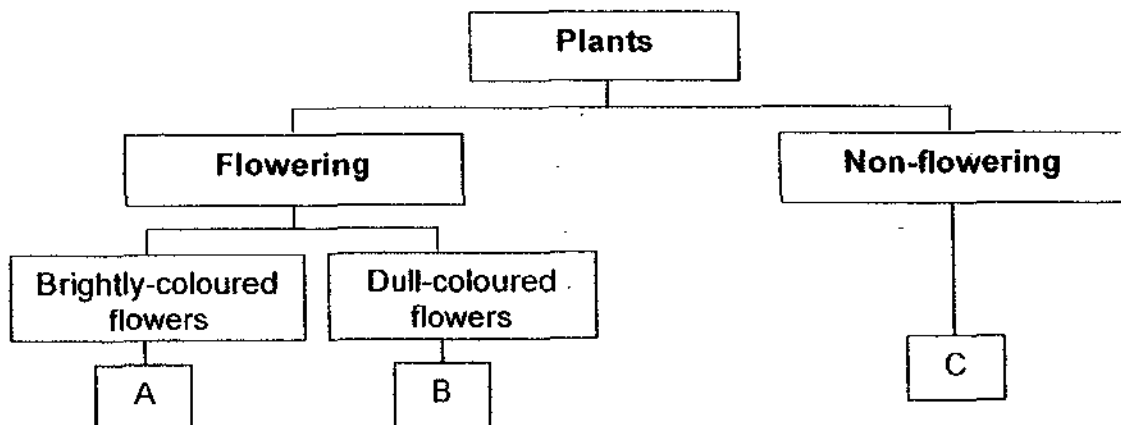 Plants
Flowering
Non-flowering
Brightly-coloured
flowers
Dull-coloured
flowers
A
B
C